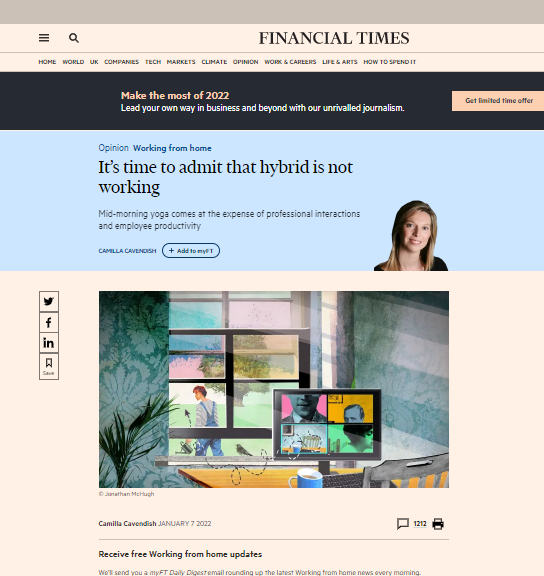 FINANCIAL TIMES
HOME WORLD UK COMPANIES TECH MARKETS CLIMATE OPINION WORK & CAREERS LIFE & ARTS HOW TO SPEND IT
Make the most of 2022
Lead your own way in business and beyond with our unrivalled journalism.
Get limited time offer
Opinion Working from home
It's time to admit that hybrid is not
working
Mid-morning yoga comes at the expense of professional interactions
and employee productivity
CAMILLA CAVENDISH + Add to myFT
Save
© Jonathan McHugh
Camilla Cavendish JANUARY 7 2022
1212
Receive free Working from home updates
We'll send you a myFT Daily Digest email rounding up the latest Working from home news every morning.